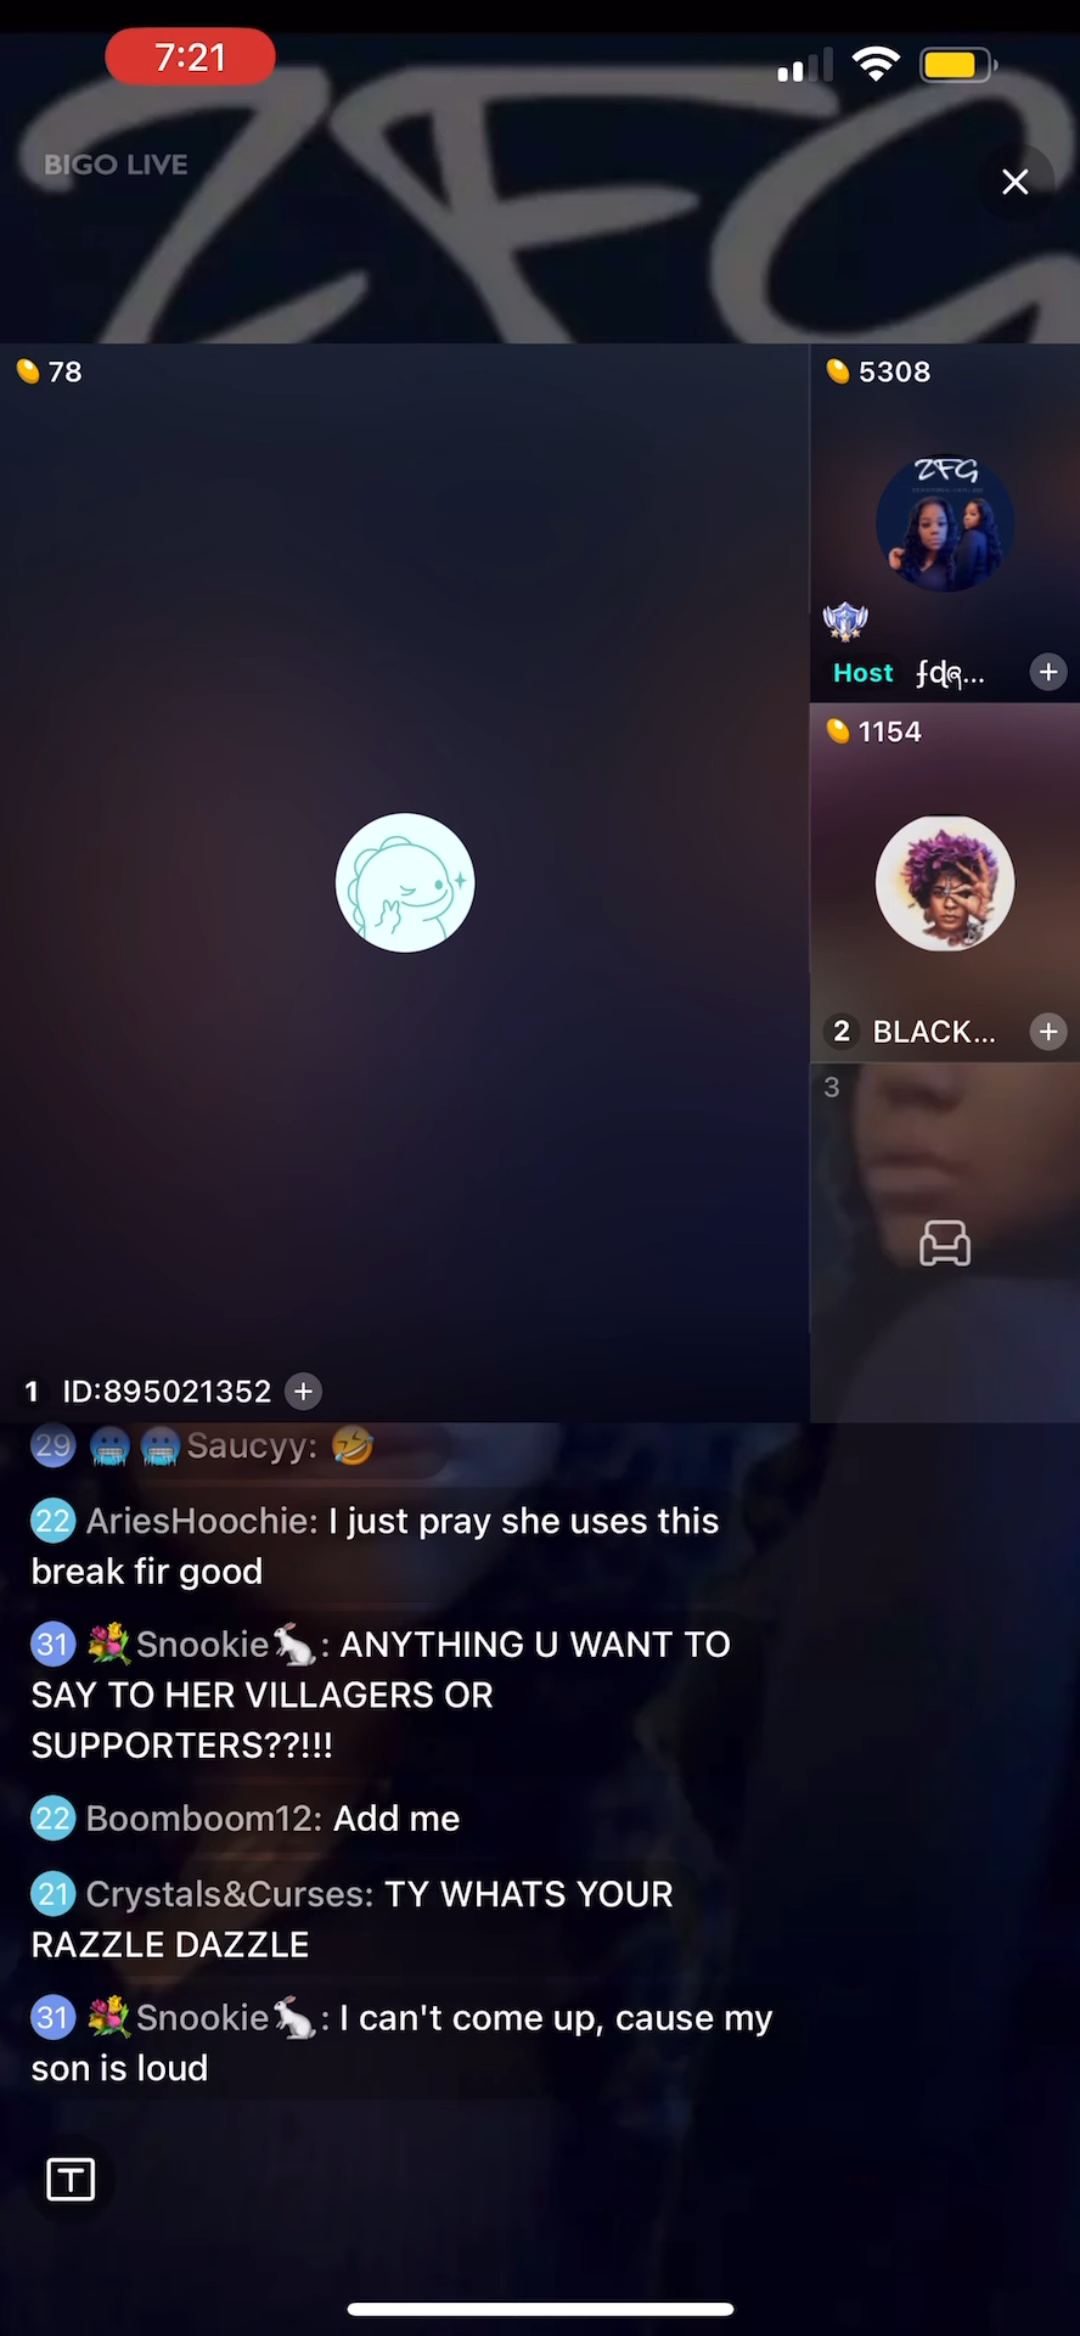 7:21
ZFG
BIGO LIVE
78
5308
ZFG
Host
1154
2 BLACK...
3
1 ID:895021352
29 🥶 🥶 Saucyy: 🤣
22 AriesHoochie: I just pray she uses this
break fir good
31 💐 Snookie🐇: ANYTHING U WANT TO
SAY TO HER VILLAGERS OR
SUPPORTERS??!!!
22 Boomboom12: Add me
21 Crystals&Curses: TY WHATS YOUR
RAZZLE DAZZLE
31 💐 Snookie🐇: I can't come up, cause my
son is loud
T